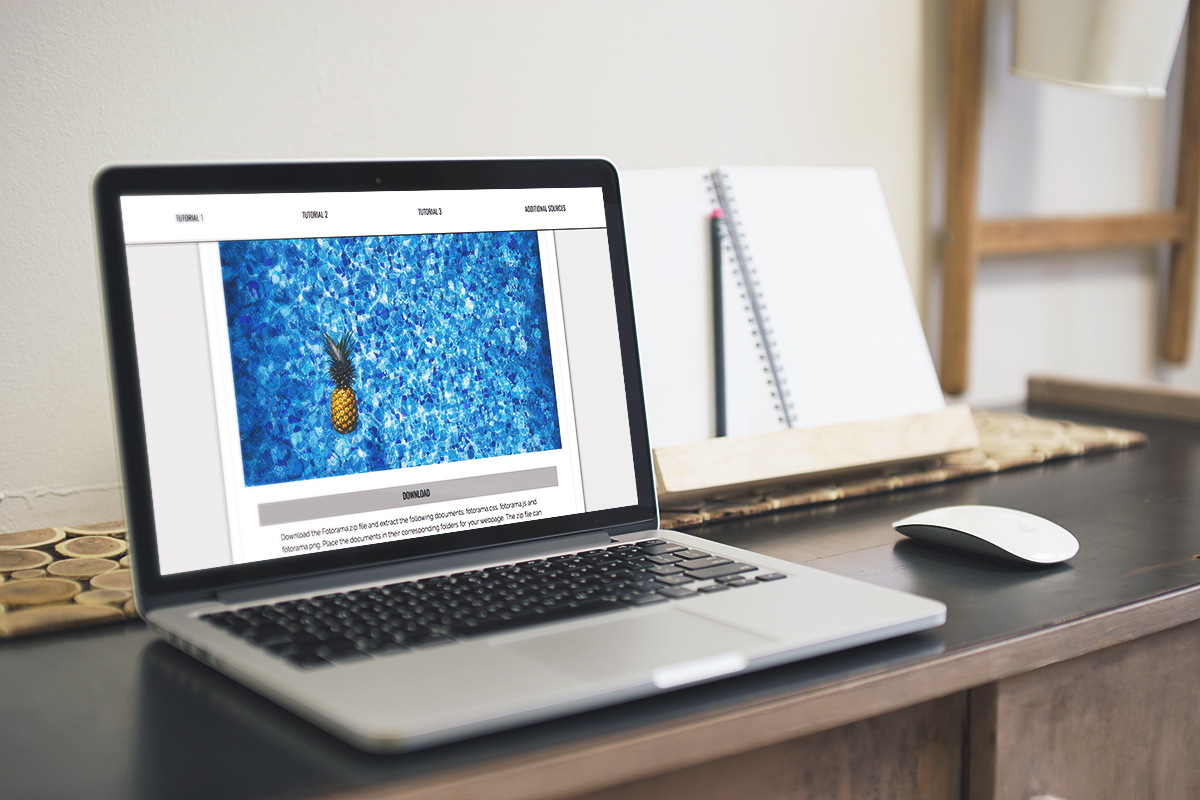 TUTORIAL 1 TUTORIAL 2 TUTORIAL 3 ADDITIONAL SOURCES
DOWNLOAD
Download the Fotorama.zip file and extract the following documents: fotorama.css, fotorama.js and
fotorama.png. Place the documents in their corresponding folders for your webpage. The zip file can